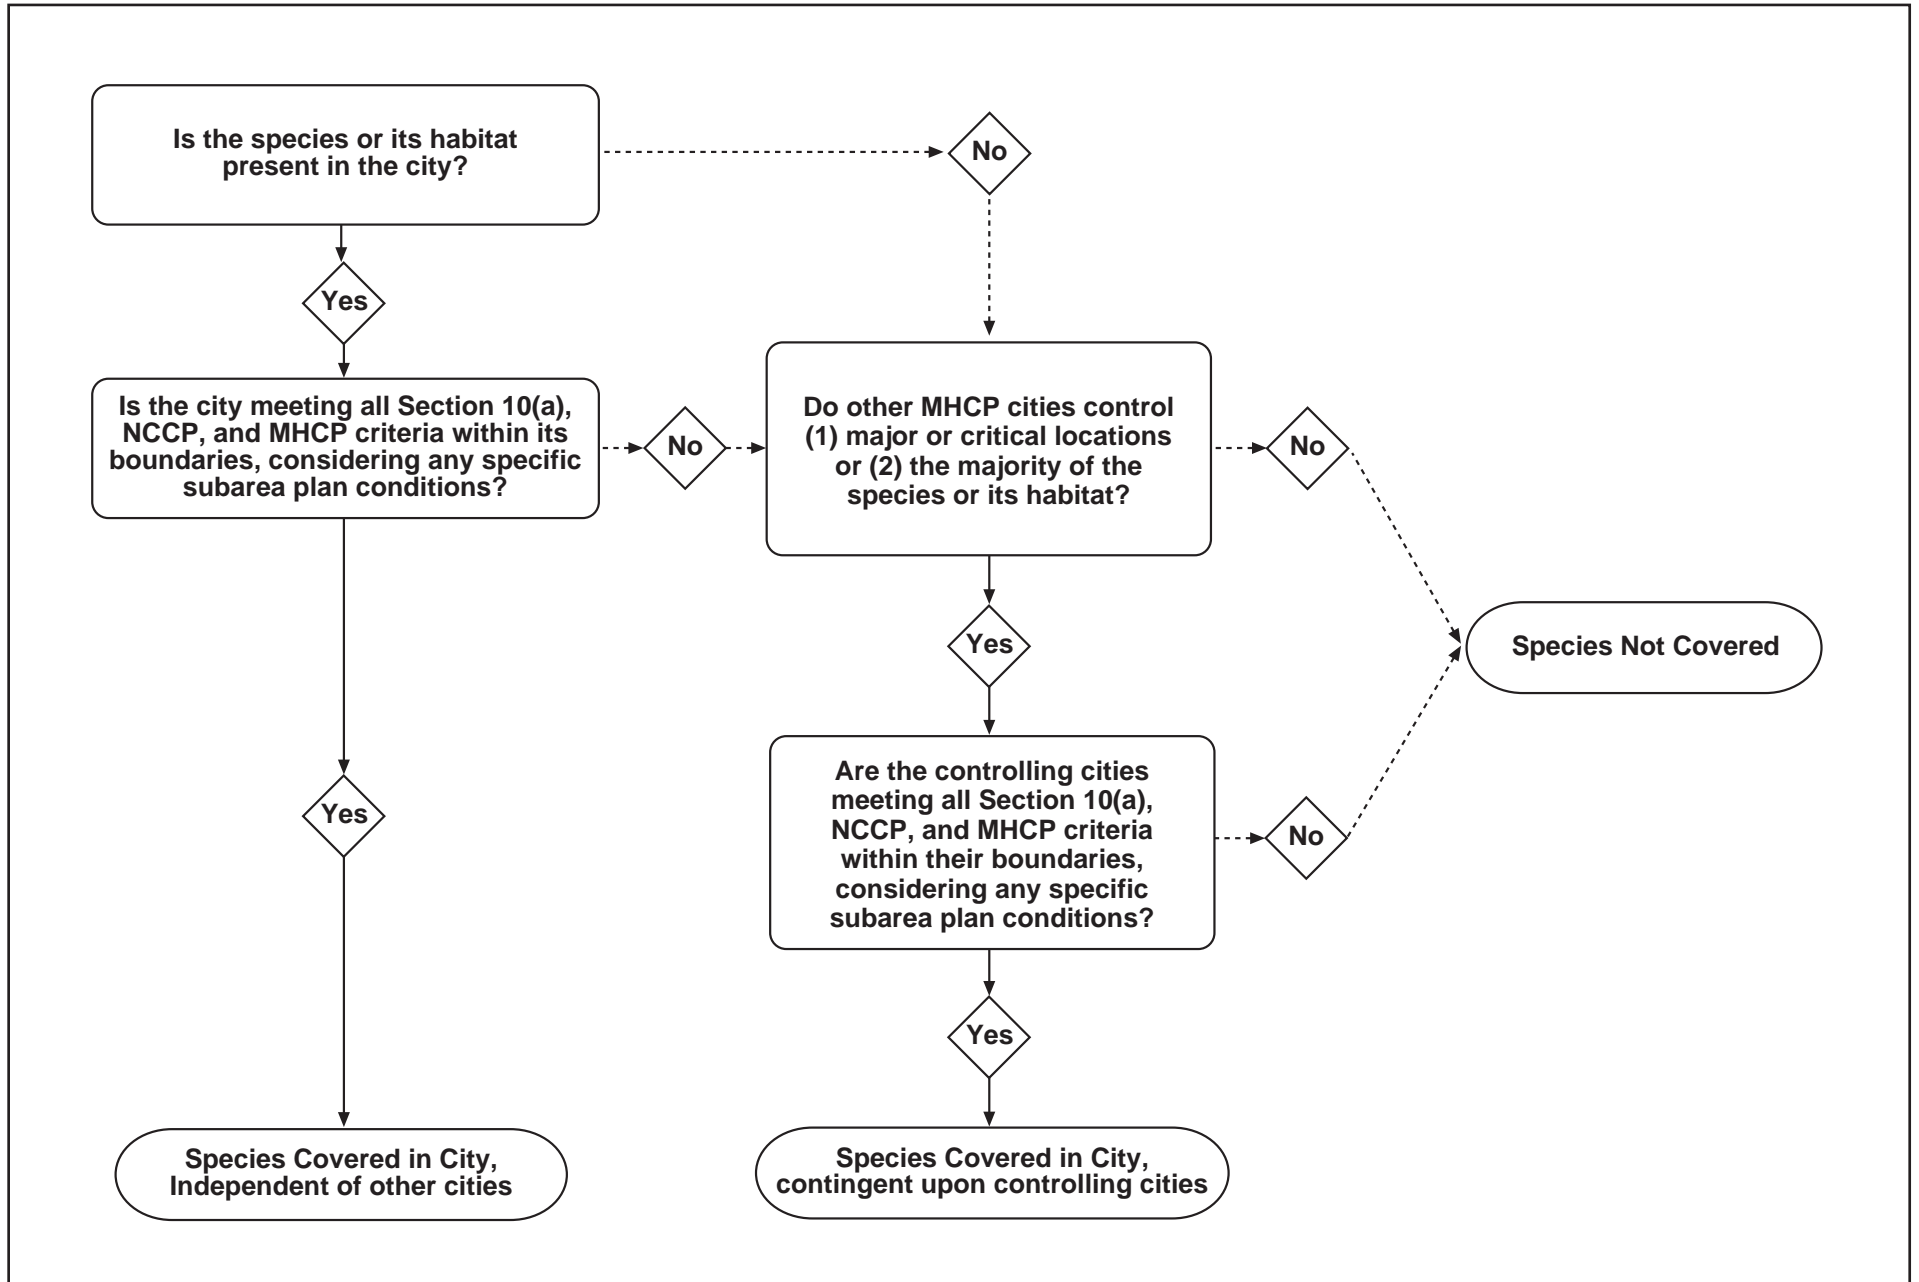 Is the species or its habitat
present in the city?
No
Yes
Is the city meeting all Section 10(a),
NCCP, and MHCP criteria within its
boundaries, considering any specific
subarea plan conditions?
No
Do other MHCP cities control
(1) major or critical locations
or (2) the majority of the
species or its habitat?
No
Yes
Species Not Covered
Are the controlling cities
meeting all Section 10(a),
NCCP, and MHCP criteria
within their boundaries,
considering any specific
subarea plan conditions?
No
Yes
Yes
Species Covered in City,
Independent of other cities
Species Covered in City,
contingent upon controlling cities